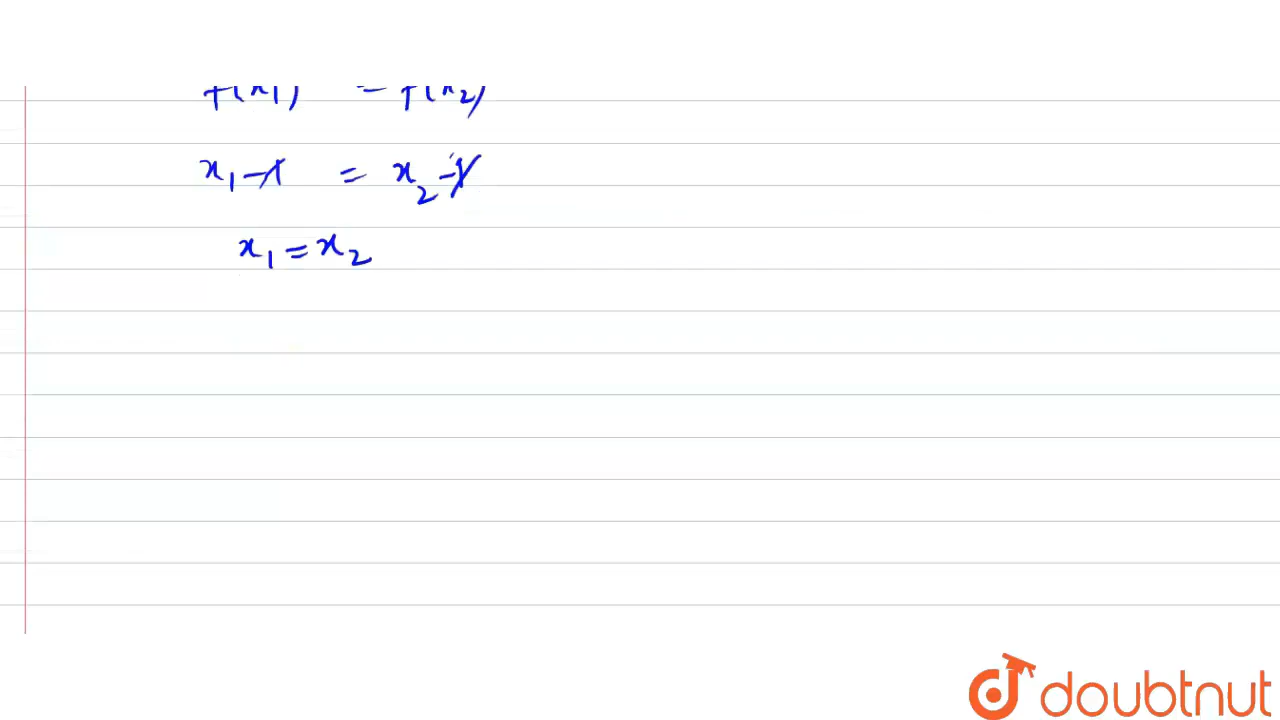 f(x₁) = f(x₂)
x₁ - 1 = x₂ - 1
x₁ = x₂
doubtnut